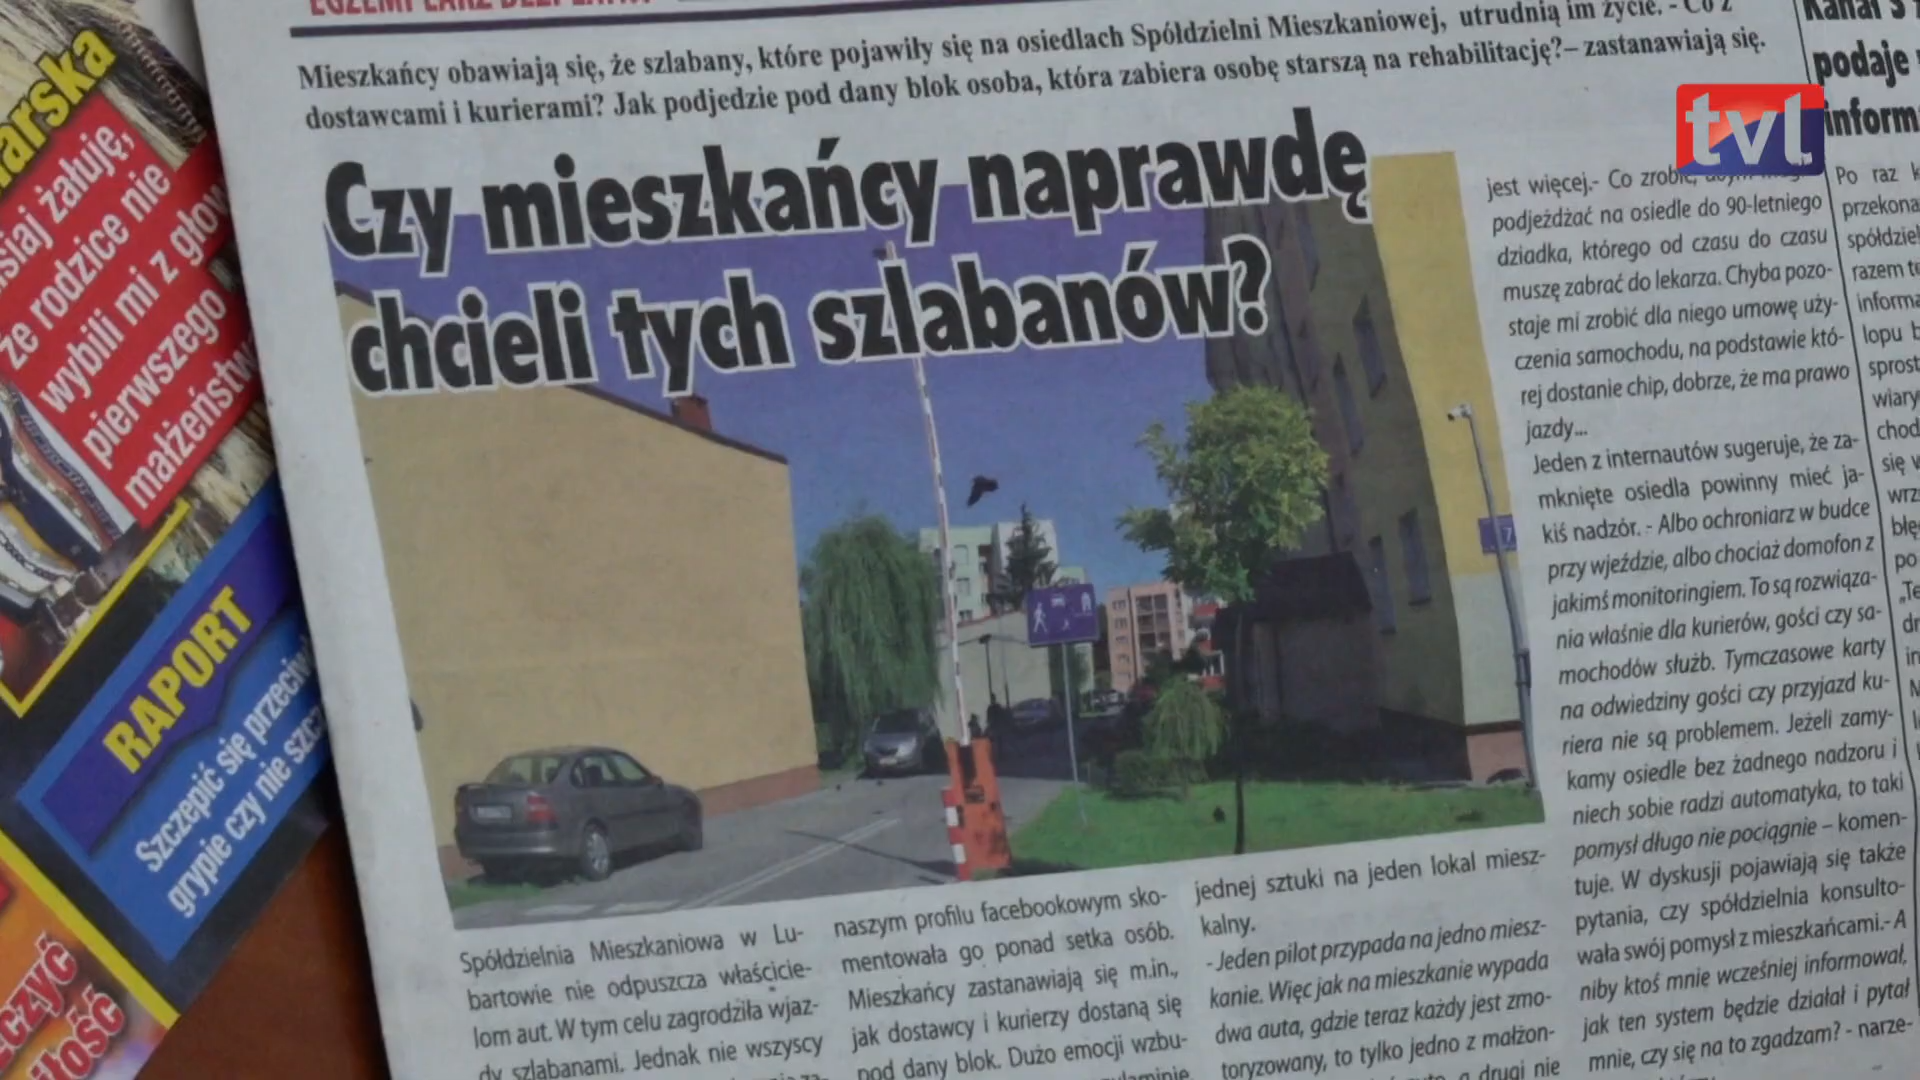 Mieszkańcy obawiają się, że szlabany, które pojawiły się na osiedlach Spółdzielni Mieszkaniowej, utrudnią im życie. - Co z
dostawcami i kurierami? Jak podjedzie pod dany blok osoba, która zabiera osobę starszą na rehabilitację?– zastanawiają się.
Czy mieszkańcy naprawdę
chcieli tych szlabanów?
tvl
podaje
inform
jest więcej.- Co zrobić,
podjeżdżać na osiedle do 90-letniego
dziadka, którego od czasu do czasu
muszę zabrać do lekarza. Chyba pozo-
staje mi zrobić dla niego umowę uży-
czenia samochodu, na podstawie któ-
rej dostanie chip, dobrze, że ma prawo
jazdy...
Jeden z internautów sugeruje, że za-
mknięte osiedla powinny mieć ja-
kiś nadzór. - Albo ochroniarz w budce
przy wjeździe, albo chociaż domofon z
jakimś monitoringiem. To są rozwiąza-
nia właśnie dla kurierów, gości czy sa-
mochodów służb. Tymczasowe karty
na odwiedziny gości czy przyjazd ku-
riera nie są problemem. Jeżeli zamy-
kamy osiedle bez żadnego nadzoru i
niech sobie radzi automatyka, to taki
pomysł długo nie pociągnie – komen-
tuje. W dyskusji pojawiają się także
pytania, czy spółdzielnia konsulto-
wała swój pomysł z mieszkańcami.- A
niby ktoś mnie wcześniej informował,
jak ten system będzie działał i pytał
mnie, czy się na to zgadzam? - narze-
Spółdzielnia Mieszkaniowa w Lu-
bartowie nie odpuszcza właścicie-
lom aut. W tym celu zagrodziła wjaz-
dy szlabanami. Jednak nie wszyscy
naszym profilu facebookowym sko-
mentowała go ponad setka osób.
Mieszkańcy zastanawiają się m.in.,
jak dostawcy i kurierzy dostaną się
pod dany blok. Dużo emocji wzbu-
jednej sztuki na jeden lokal miesz-
kalny.
- Jeden pilot przypada na jedno miesz-
kanie. Więc jak na mieszkanie wypada
dwa auta, gdzie teraz każdy jest zmo-
toryzowany, to tylko jedno z małżon-
drugi nie
Po raz
przekona
spółdziel
razem
informa
lopu
sprost
wiary
chod
się
żałuję,
że rodzice nie
wybili mi z głowy
pierwszego
małżeństwa
RAPORT
Szczepić się przeciw
grypie czy nie